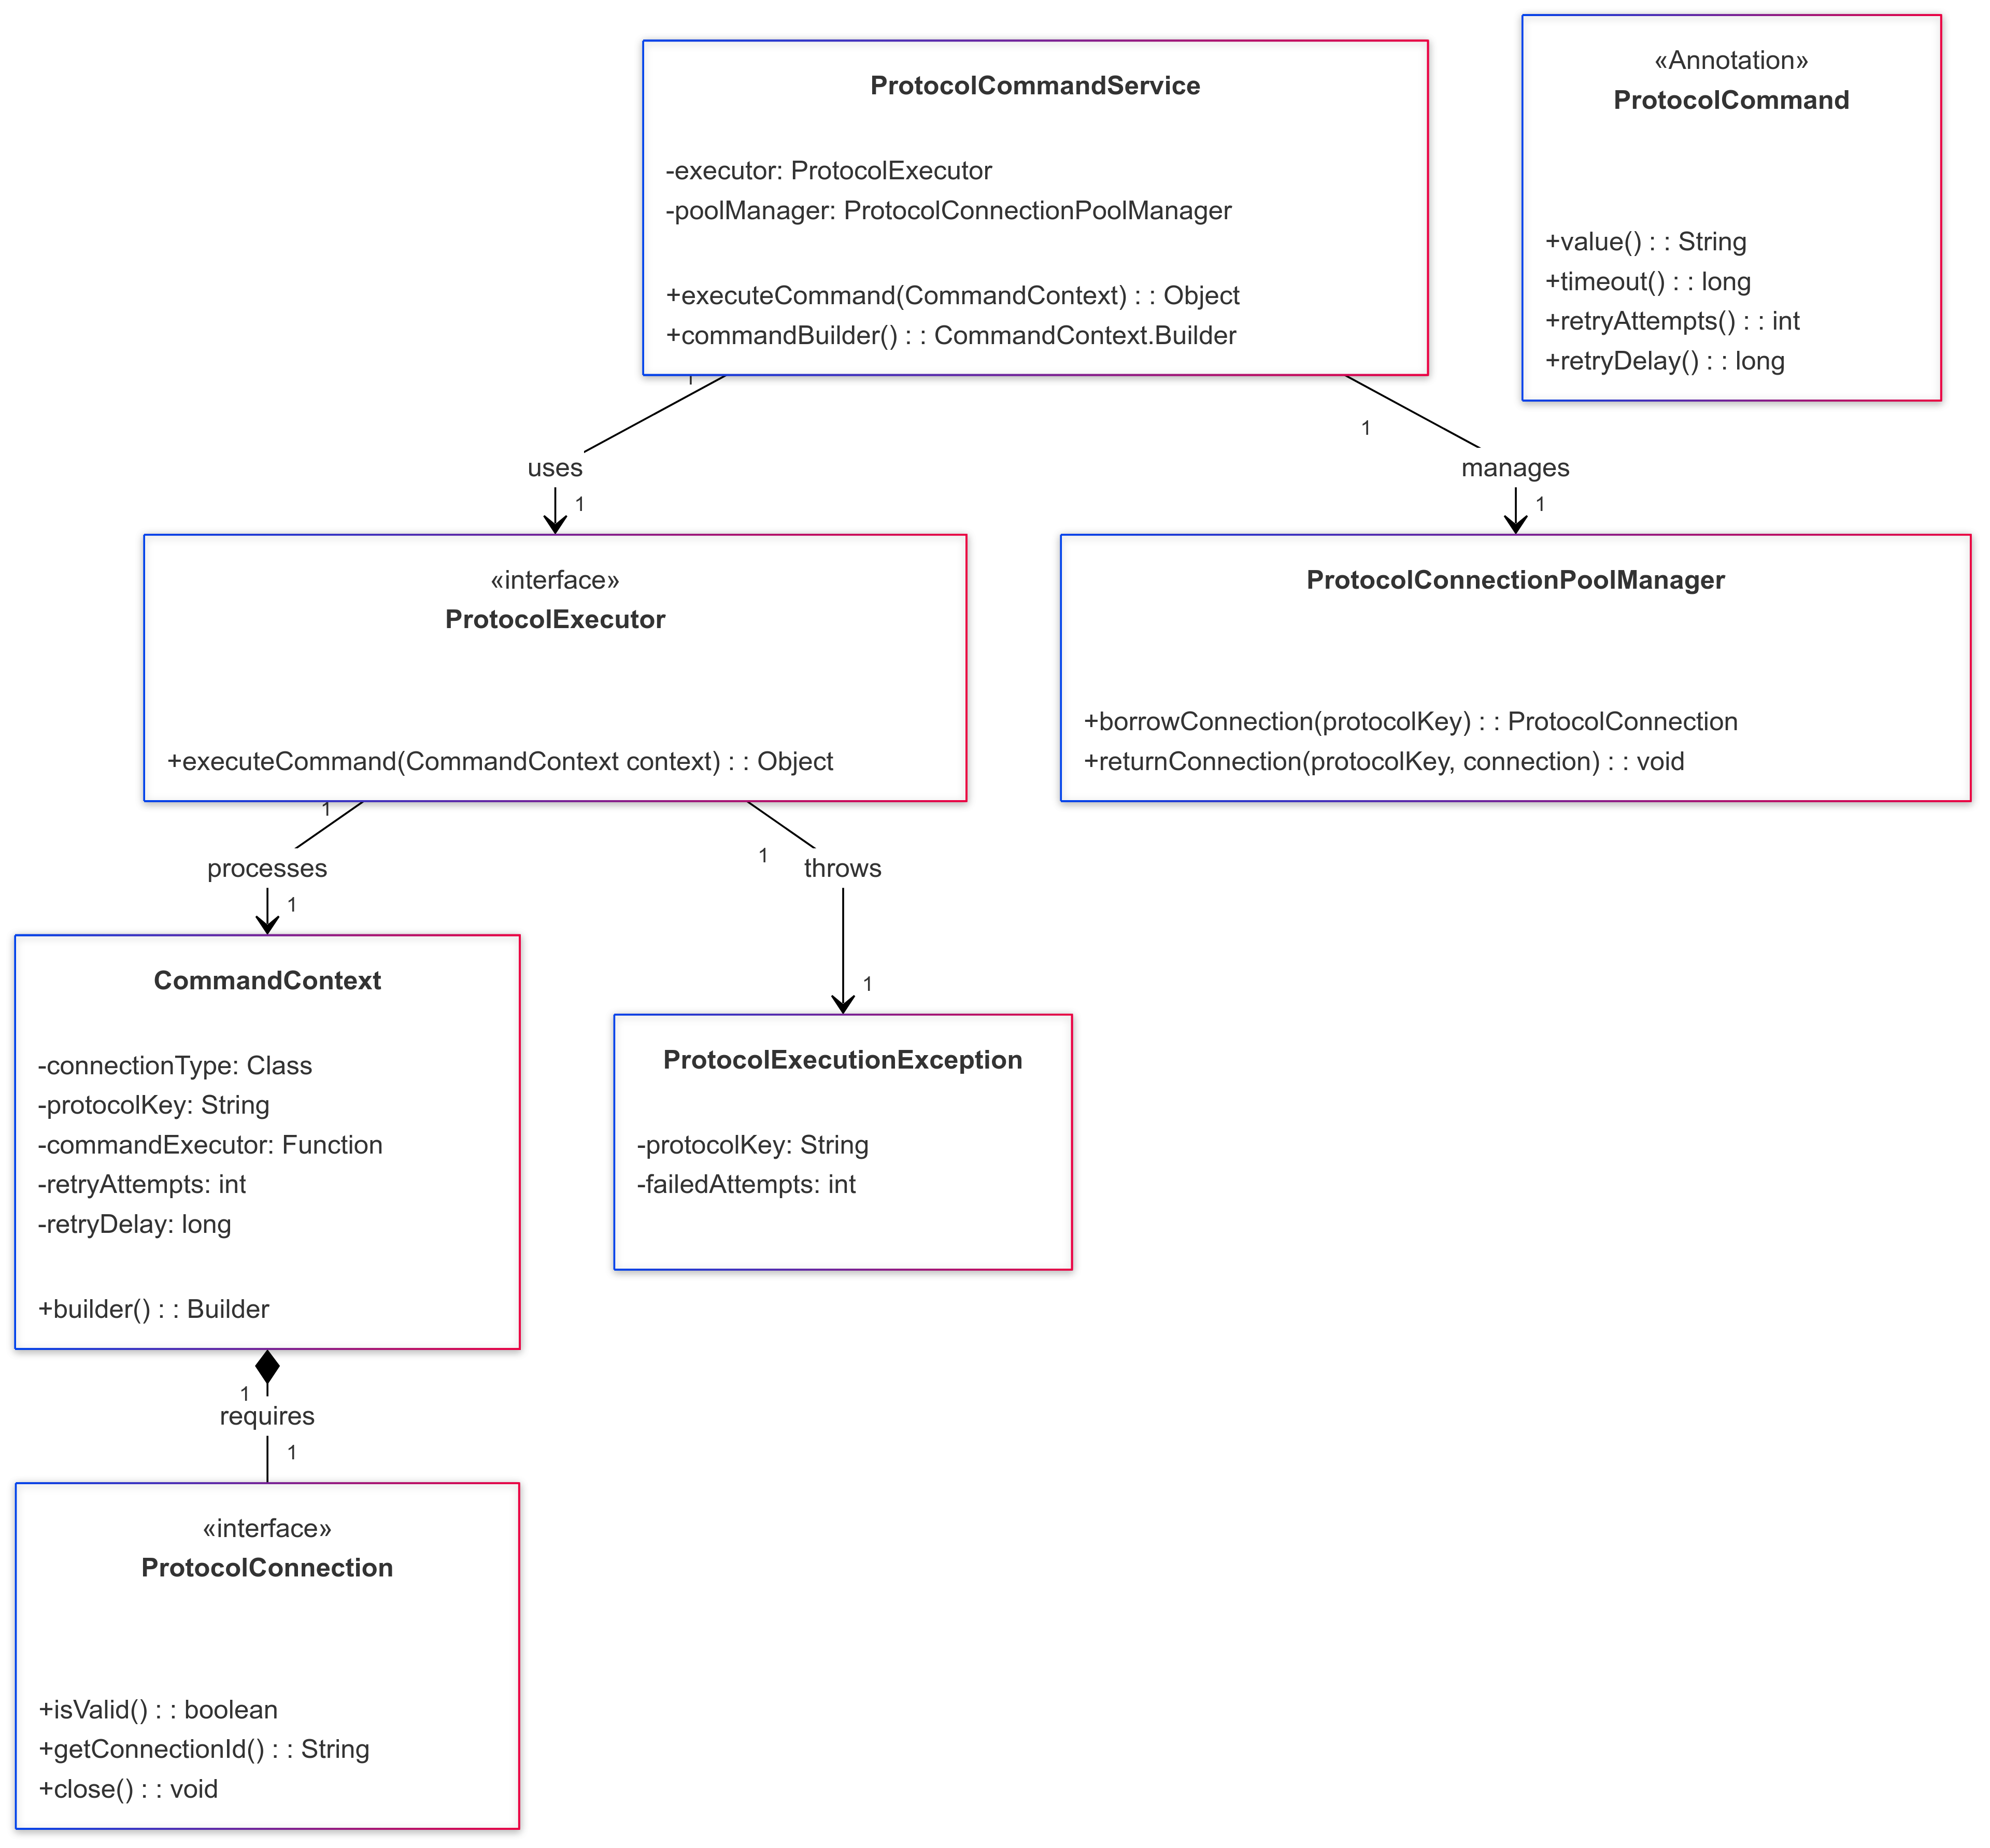 ProtocolCommandService
-executor: ProtocolExecutor
-poolManager: ProtocolConnectionPoolManager
+executeCommand(CommandContext) : : Object
+commandBuilder() : : CommandContext.Builder
«Annotation»
ProtocolCommand
+value() : : String
+timeout() : : long
+retryAttempts() : : int
+retryDelay() : : long
1
uses
1
1
manages
1
«interface»
ProtocolExecutor
+executeCommand(CommandContext context) : : Object
ProtocolConnectionPoolManager
+borrowConnection(protocolKey) : : ProtocolConnection
+returnConnection(protocolKey, connection) : : void
1
processes
1
1
throws
1
CommandContext
-connectionType: Class
-protocolKey: String
-commandExecutor: Function
-retryAttempts: int
-retryDelay: long
+builder() : : Builder
ProtocolExecutionException
-protocolKey: String
-failedAttempts: int
1
requires
1
«interface»
ProtocolConnection
+isValid() : : boolean
+getConnectionId() : : String
+close() : : void